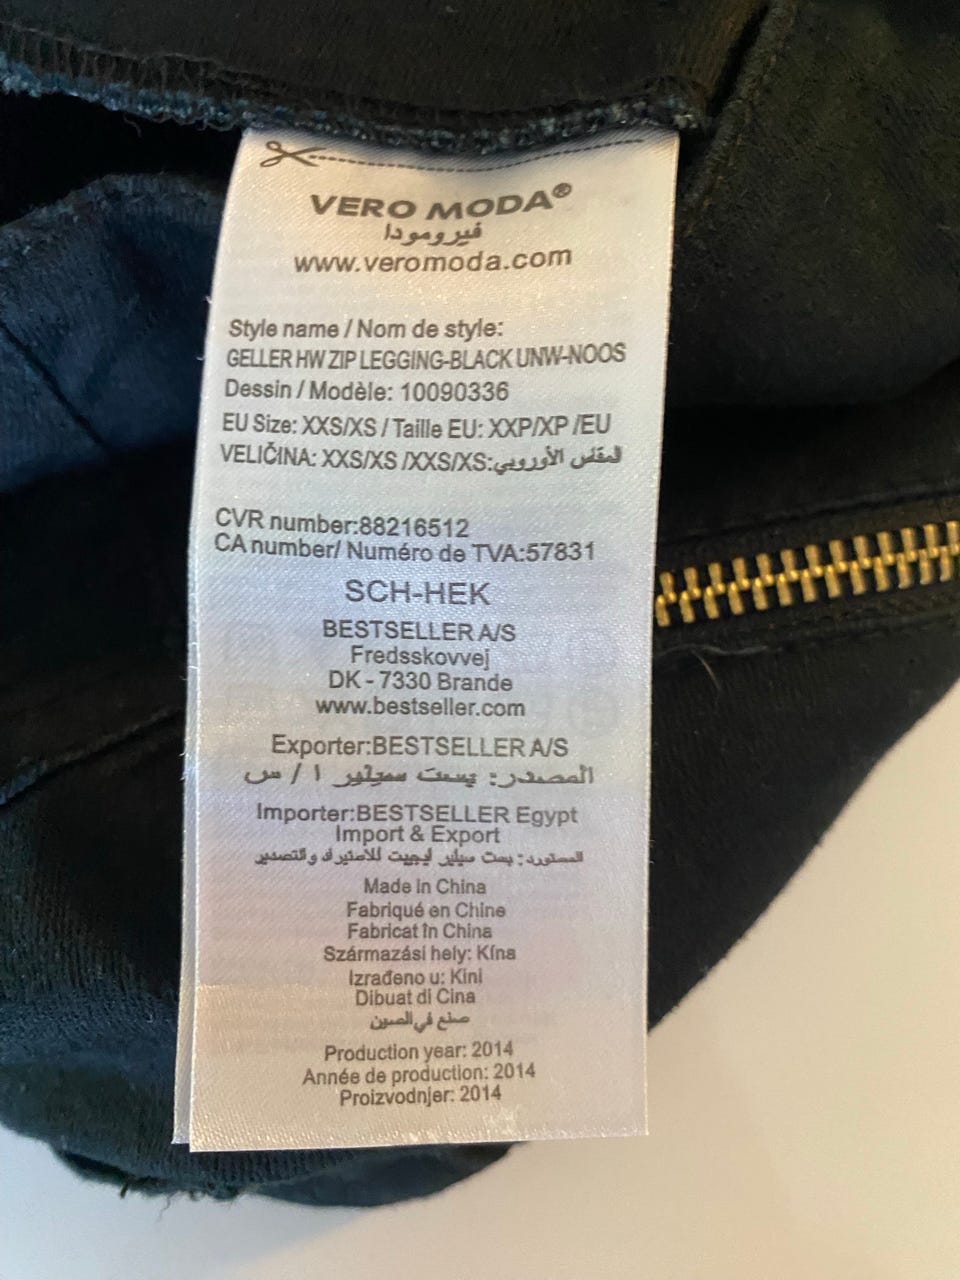 VERO MODA®
فيرومودا
www.veromoda.com
Style name / Nom de style:
GELLER HW ZIP LEGGING-BLACK UNW-NOOS
Dessin / Modèle: 10090336
EU Size: XXS/XS / Taille EU: XXP/XP /EU
VELIČINA: XXS/XS /XXS/XS:المقاس الأوروبي
CVR number:88216512
CA number/ Numéro de TVA:57831
SCH-HEK
BESTSELLER A/S
Fredsskovvej
DK - 7330 Brande
www.bestseller.com
Exporter:BESTSELLER A/S
المصدر: بست سيلر ا / س
Importer:BESTSELLER Egypt
Import & Export
المستورد: بست سيلير ايجيبت للاستيراد والتصدير
Made in China
Fabriqué en Chine
Fabricat în China
Származási hely: Kína
Izrađeno u: Kini
Dibuat di Cina
صنع في الصين
Production year: 2014
Année de production: 2014
Proizvodnjer: 2014